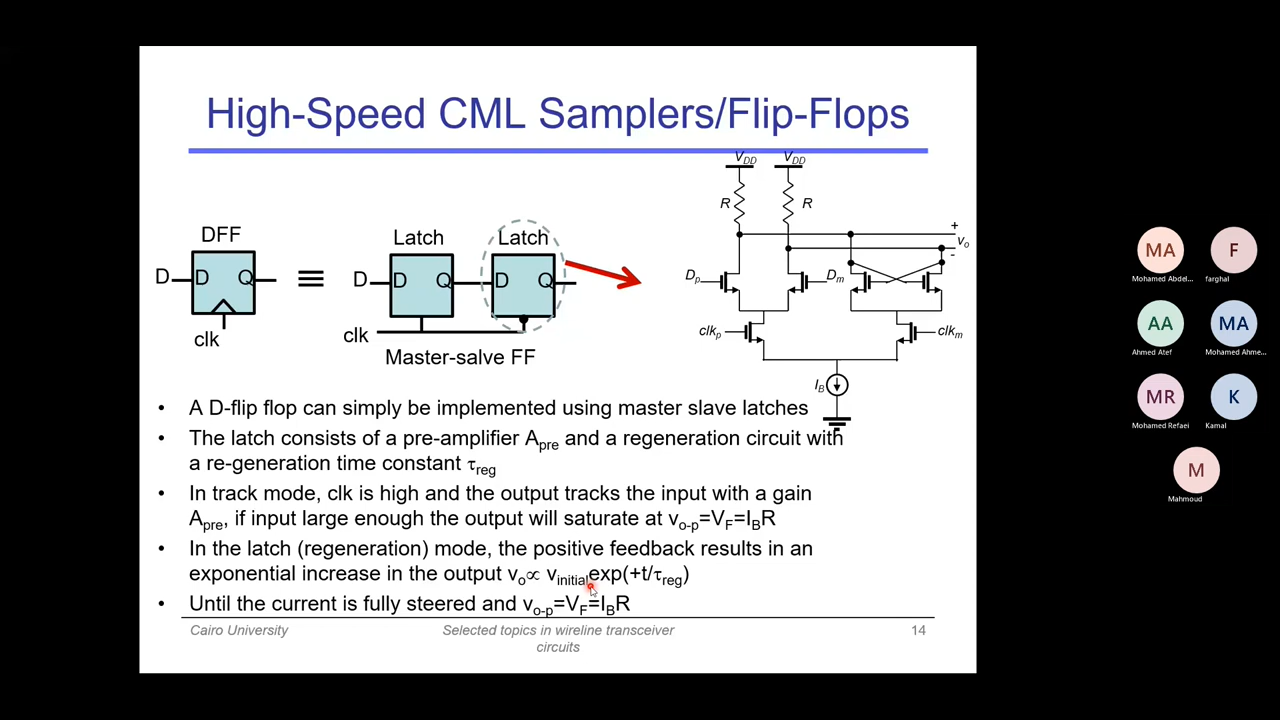 High-Speed CML Samplers/Flip-Flops
V_DD V_DD
R R
+
v_o
-
D_p D_m
clk_p clk_m
I_B
DFF
D D Q
clk
≡
Latch Latch
D D Q D Q
clk
Master-salve FF
• A D-flip flop can simply be implemented using master slave latches
• The latch consists of a pre-amplifier A_pre and a regeneration circuit with
a re-generation time constant τ_reg
• In track mode, clk is high and the output tracks the input with a gain
A_pre, if input large enough the output will saturate at v_o-p=V_F=I_BR
• In the latch (regeneration) mode, the positive feedback results in an
exponential increase in the output v_o∝ v_initialexp(+t/τ_reg)
• Until the current is fully steered and v_o-p=V_F=I_BR
Cairo University
Selected topics in wireline transceiver
circuits
14
MA F
Mohamed Abdel... farghal
AA MA
Ahmed Atef Mohamed Ahme...
MR K
Mohamed Refaei Kamal
M
Mahmoud